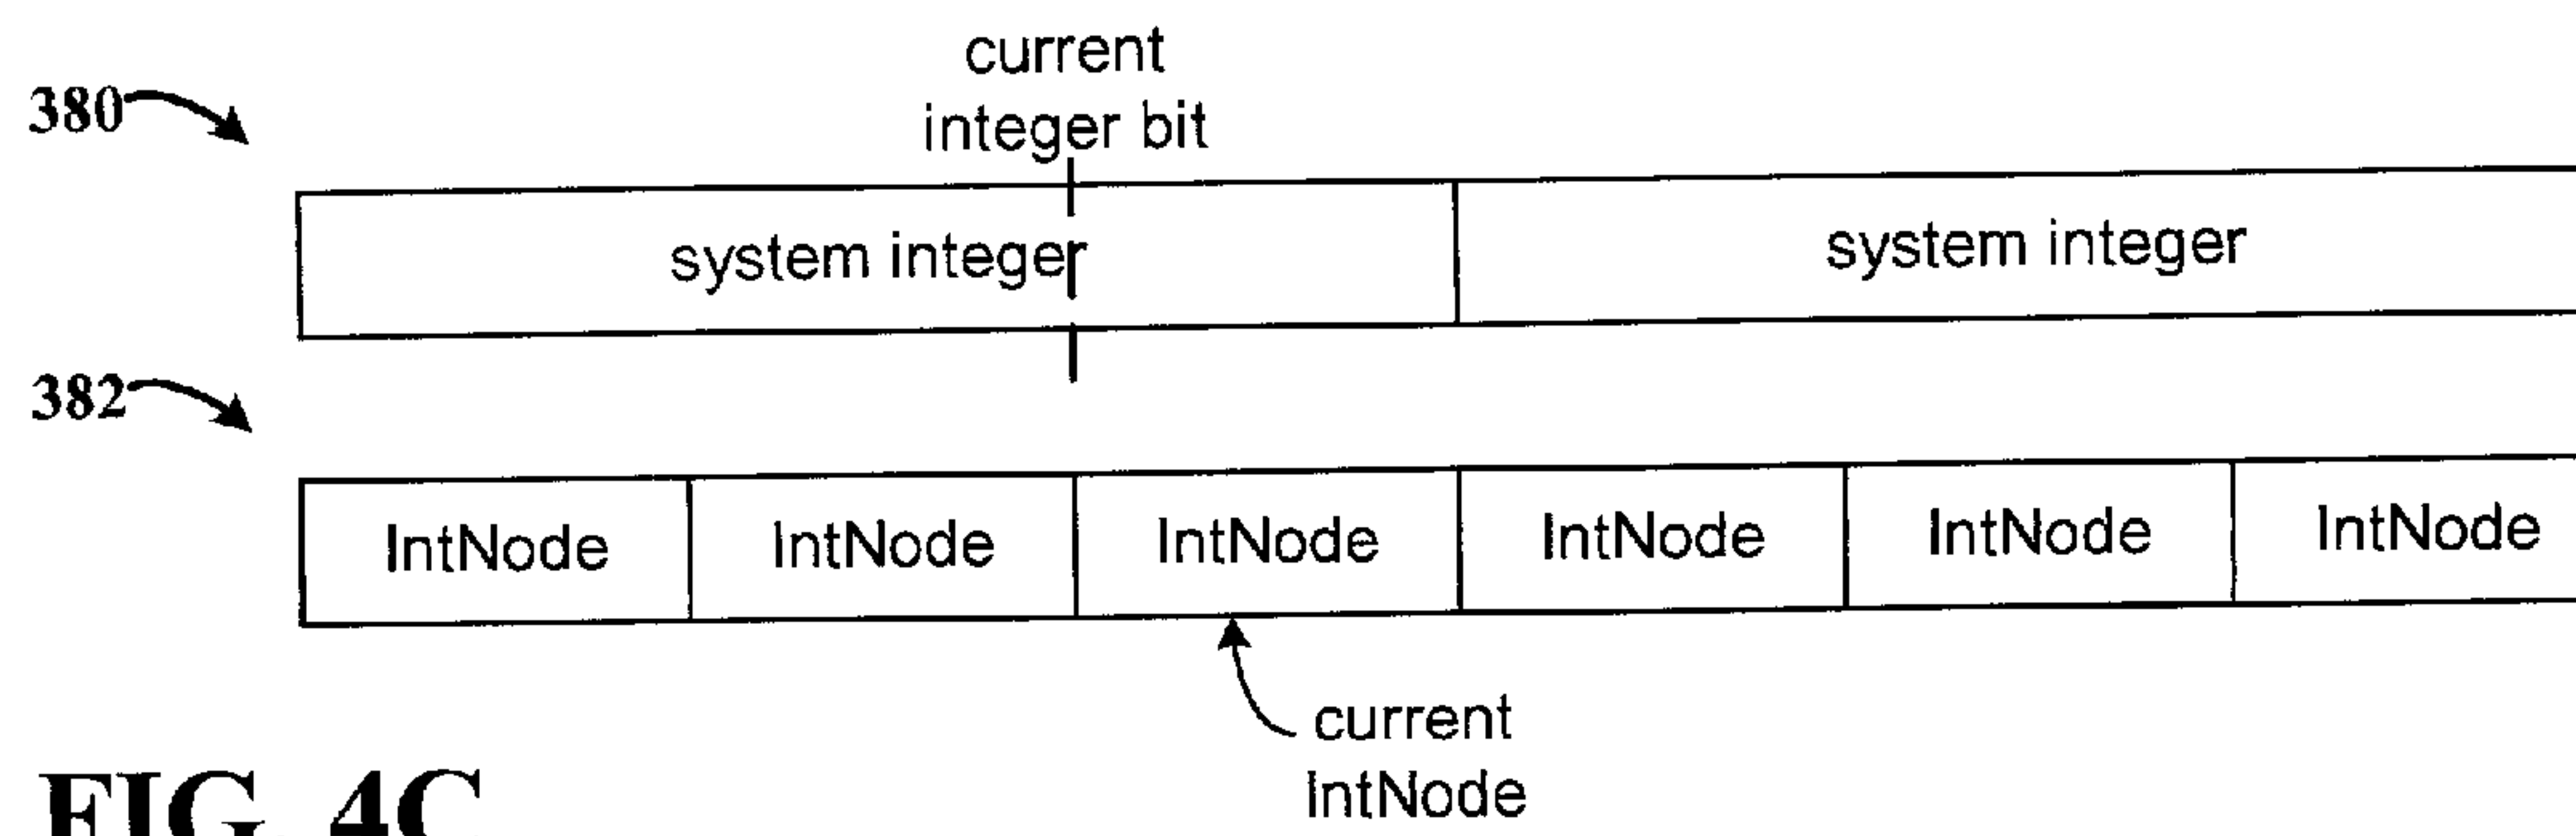 current
integer bit
380
system integer system integer
382
IntNode IntNode IntNode IntNode IntNode IntNode
current
IntNode
FIG. 4C